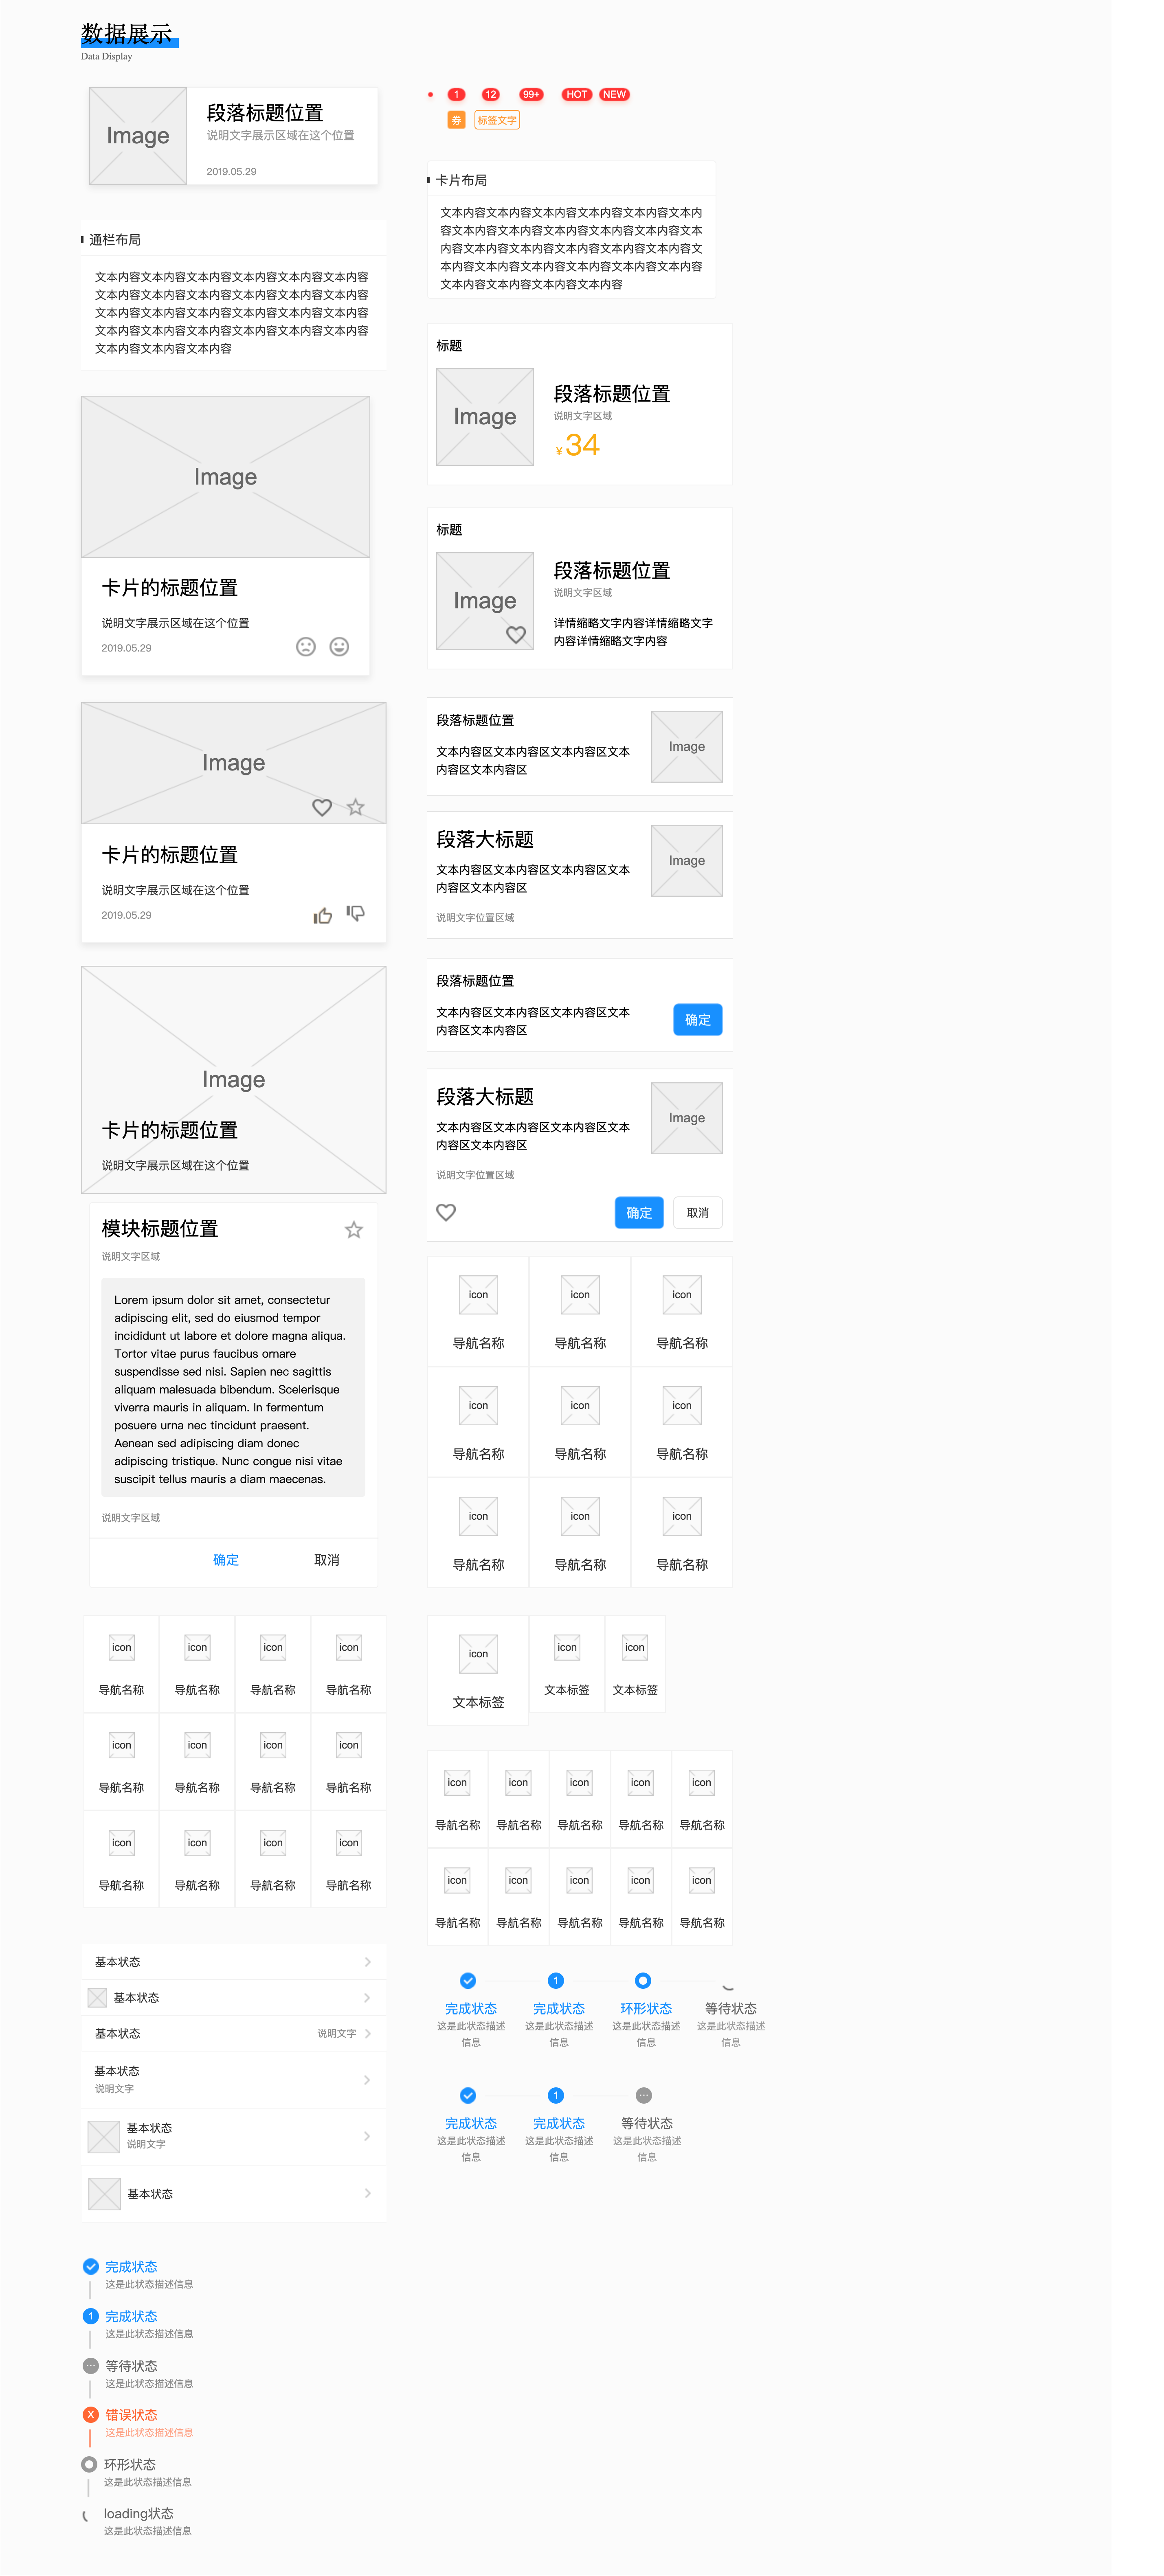 数据展示
Data Display
Image
段落标题位置
说明文字展示区域在这个位置
2019.05.29
通栏布局
文本内容文本内容文本内容文本内容文本内容文本内容
文本内容文本内容文本内容文本内容文本内容文本内容
文本内容文本内容文本内容文本内容文本内容文本内容
文本内容文本内容文本内容文本内容文本内容文本内容
文本内容文本内容文本内容
Image
卡片的标题位置
说明文字展示区域在这个位置
2019.05.29
Image
卡片的标题位置
说明文字展示区域在这个位置
2019.05.29
Image
卡片的标题位置
说明文字展示区域在这个位置
模块标题位置
说明文字区域
Lorem ipsum dolor sit amet, consectetur
adipiscing elit, sed do eiusmod tempor
incididunt ut labore et dolore magna aliqua.
Tortor vitae purus faucibus ornare
suspendisse sed nisi. Sapien nec sagittis
aliquam malesuada bibendum. Scelerisque
viverra mauris in aliquam. In fermentum
posuere urna nec tincidunt praesent.
Aenean sed adipiscing diam donec
adipiscing tristique. Nunc congue nisi vitae
suscipit tellus mauris a diam maecenas.
说明文字区域
确定 取消
icon icon icon icon
导航名称 导航名称 导航名称 导航名称
icon icon icon icon
导航名称 导航名称 导航名称 导航名称
icon icon icon icon
导航名称 导航名称 导航名称 导航名称
基本状态
基本状态
基本状态 说明文字
基本状态
说明文字
基本状态
说明文字
基本状态
完成状态
这是此状态描述信息
1 完成状态
这是此状态描述信息
等待状态
这是此状态描述信息
X 错误状态
这是此状态描述信息
环形状态
这是此状态描述信息
loading状态
这是此状态描述信息
1 12 99+ HOT NEW
券 标签文字
卡片布局
文本内容文本内容文本内容文本内容文本内容文本内
容文本内容文本内容文本内容文本内容文本内容文本
内容文本内容文本内容文本内容文本内容文本内容文
本内容文本内容文本内容文本内容文本内容文本内容
文本内容文本内容文本内容文本内容
标题
Image
段落标题位置
说明文字区域
¥34
标题
Image
段落标题位置
说明文字区域
详情缩略文字内容详情缩略文字
内容详情缩略文字内容
段落标题位置
文本内容区文本内容区文本内容区文本
内容区文本内容区
Image
段落大标题
文本内容区文本内容区文本内容区文本
内容区文本内容区
说明文字位置区域
Image
段落标题位置
文本内容区文本内容区文本内容区文本
内容区文本内容区
确定
段落大标题
文本内容区文本内容区文本内容区文本
内容区文本内容区
说明文字位置区域
Image
确定 取消
icon icon icon
导航名称 导航名称 导航名称
icon icon icon
导航名称 导航名称 导航名称
icon icon icon
导航名称 导航名称 导航名称
icon icon icon
文本标签 文本标签 文本标签
icon icon icon icon icon
导航名称 导航名称 导航名称 导航名称 导航名称
icon icon icon icon icon
导航名称 导航名称 导航名称 导航名称 导航名称
1
完成状态 完成状态 环形状态 等待状态
这是此状态描述 这是此状态描述 这是此状态描述 这是此状态描述
信息 信息 信息 信息
1
完成状态 完成状态 等待状态
这是此状态描述 这是此状态描述 这是此状态描述
信息 信息 信息